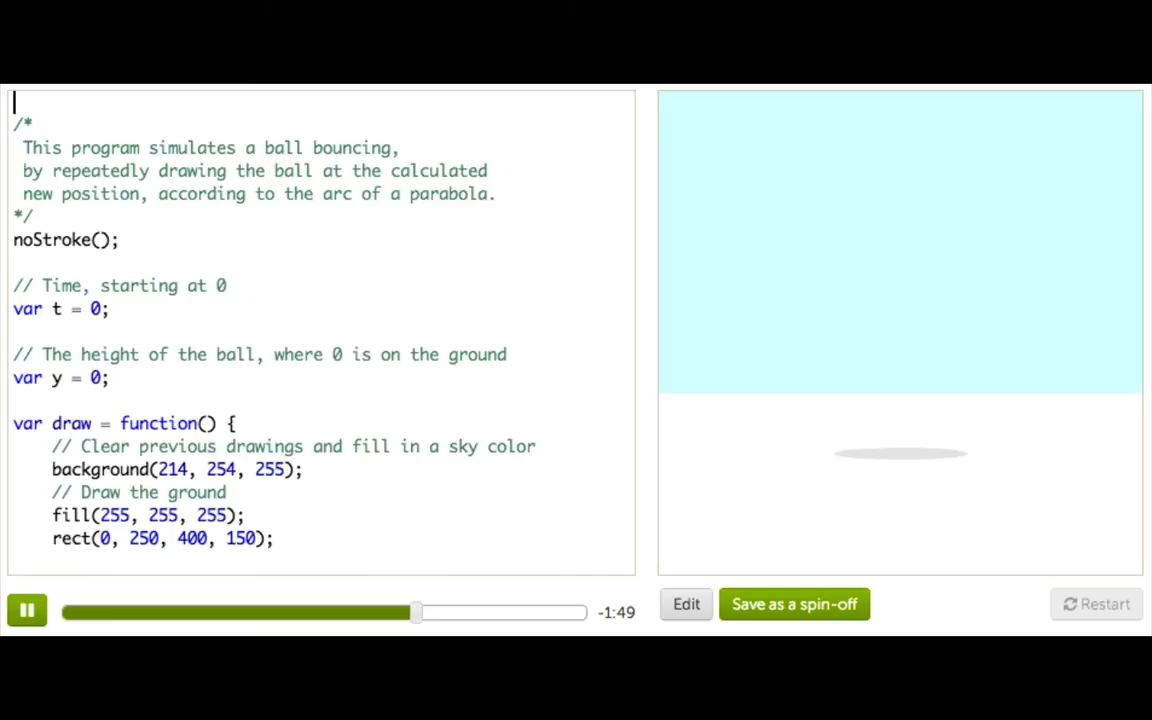 /*
This program simulates a ball bouncing,
by repeatedly drawing the ball at the calculated
new position, according to the arc of a parabola.
*/
noStroke();
// Time, starting at 0
var t = 0;
// The height of the ball, where 0 is on the ground
var y = 0;
var draw = function() {
// Clear previous drawings and fill in a sky color
background(214, 254, 255);
// Draw the ground
fill(255, 255, 255);
rect(0, 250, 400, 150);
-1:49
Edit
Save as a spin-off
Restart